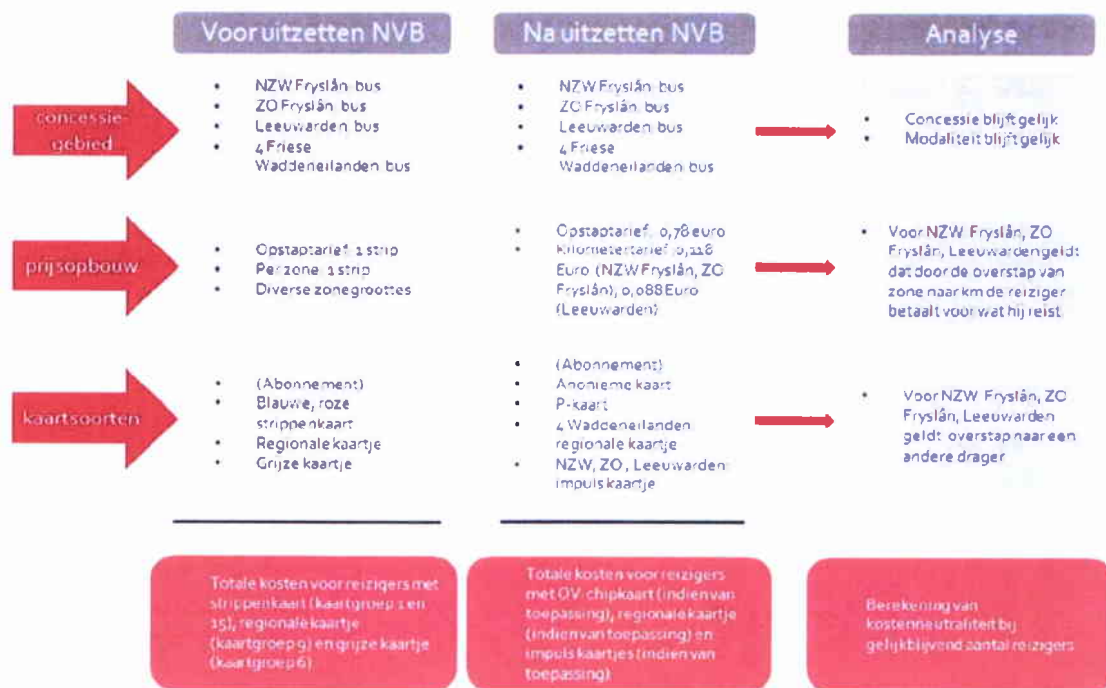 Voor uitzetten NVB
Na uitzetten NVB
Analyse
concessie-
gebied
• NZW Fryslân bus
• ZO Fryslân bus
• Leeuwarden bus
• 4 Friese
Waddeneilanden bus
• NZW Fryslân bus
• ZO Fryslân bus
• Leeuwarden bus
• 4 Friese
Waddeneilanden bus
• Concessie blijft gelijk
• Modaliteit blijft gelijk
prijsopbouw
• Opstaptarief: 1 strip
• Per zone: 1 strip
• Diverse zonegroottes
• Opstaptarief: 0,78 euro
• Kilometertarief: 0,118
Euro (NZW Fryslân, ZO
Fryslân), 0,088 Euro
(Leeuwarden)
• Voor NZW Fryslân, ZO
Fryslân, Leeuwarden geldt
dat door de overstap van
zone naar km de reiziger
betaalt voor wat hij reist.
kaartsoorten
• (Abonnement)
• Blauwe, roze
strippenkaart
• Regionale kaartje
• Grijze kaartje
• (Abonnement)
• Anonieme kaart
• P-kaart
• 4 Waddeneilanden
regionale kaartje
• NZW, ZO, Leeuwarden:
impuls kaartje
• Voor NZW Fryslân, ZO
Fryslân, Leeuwarden
geldt overstap naar een
andere drager
Totale kosten voor reizigers met
strippenkaart (kaartgroep 1 en
15), regionale kaartje
(kaartgroep 9) en grijze kaartje
(kaartgroep 6)
Totale kosten voor reizigers
met OV-chipkaart (indien van
toepassing), regionale kaartje
(indien van toepassing) en
impuls kaartjes (indien van
toepassing)
Berekening van
kostenneutraliteit bij
gelijkblijvend aantal reizigers